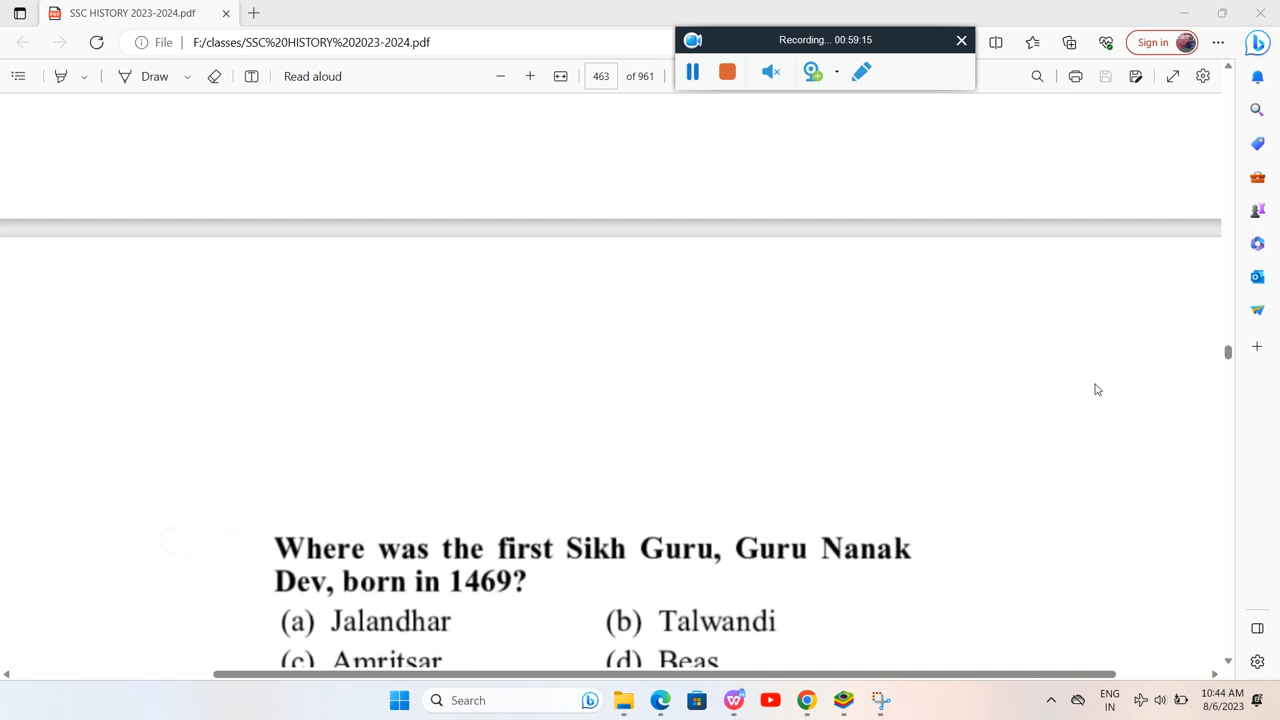 SSC HISTORY 2023-2024.pdf
File F:/classes/SSC%20HISTORY%202023-2024.pdf
Recording... 00:59:15
Sign in
Draw
Read aloud
463 of 961
Where was the first Sikh Guru, Guru Nanak
Dev, born in 1469?
(a) Jalandhar (b) Talwandi
(c) Amritsar (d) Beas
Search
ENG
IN
10:44 AM
8/6/2023